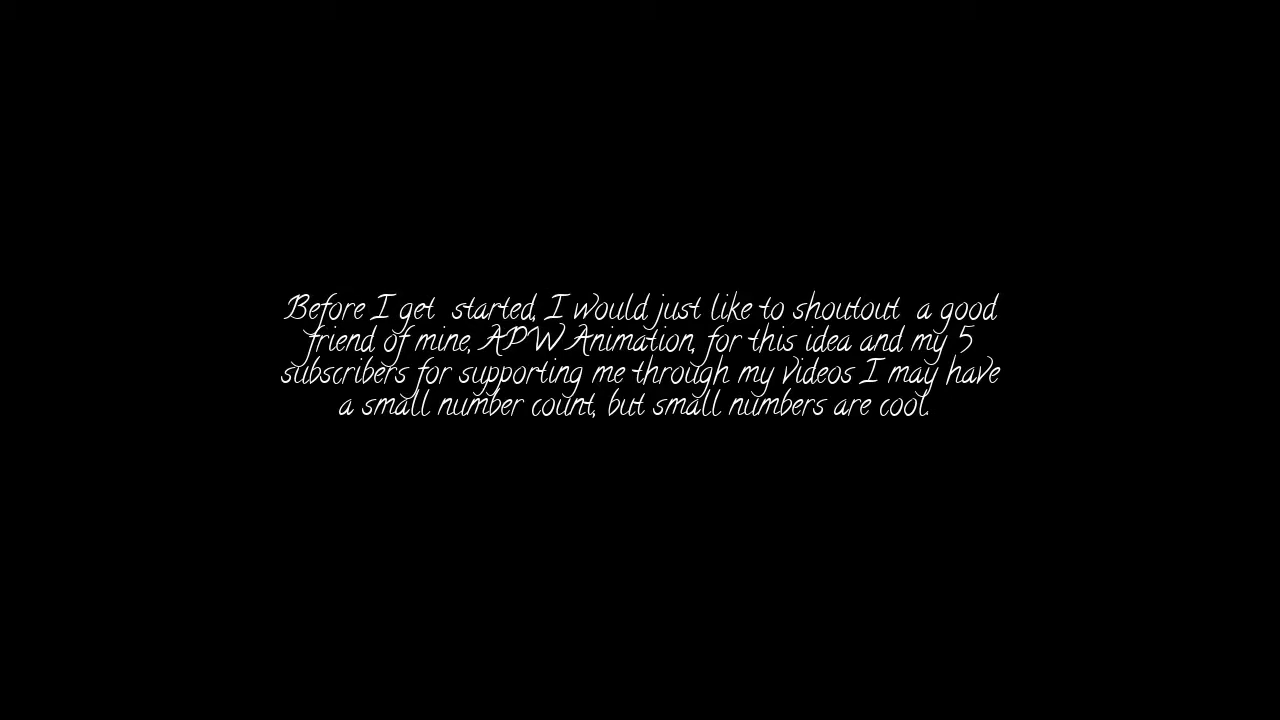 Before I get  started, I would just like to shoutout  a good
friend of mine, APW Animation, for this idea and my 5
subscribers for supporting me through my videos I may have
a small number count, but small numbers are cool.